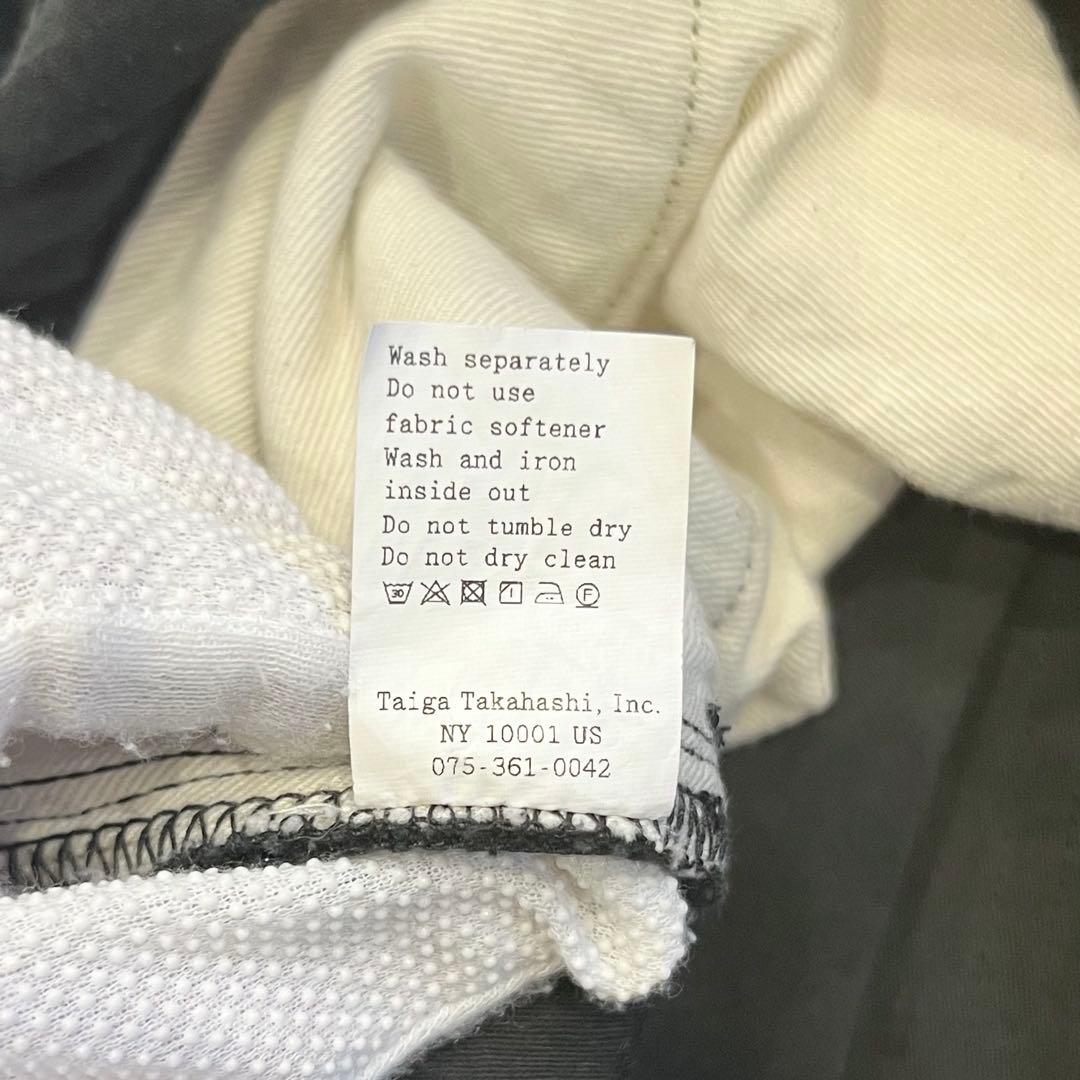 Wash separately
Do not use
fabric softener
Wash and iron
inside out
Do not tumble dry
Do not dry clean
30 F
Taiga Takahashi, Inc.
NY 10001 US
075-361-0042